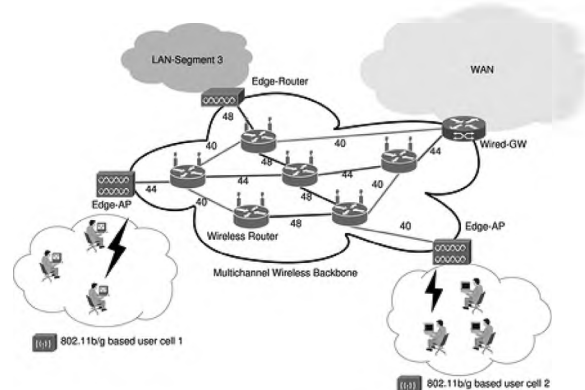 LAN-Segment 3
WAN
Edge-Router
48
40
40
48
44
Wired-GW
44
44
44
40
Edge-AP
40
48
48
40
Edge-AP
Wireless Router
Multichannel Wireless Backbone
802.11b/g based user cell 1
802.11b/g based user cell 2